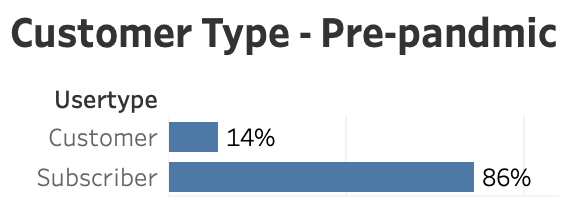 Customer Type - Pre-pandmic
Usertype
Customer 14%
Subscriber 86%